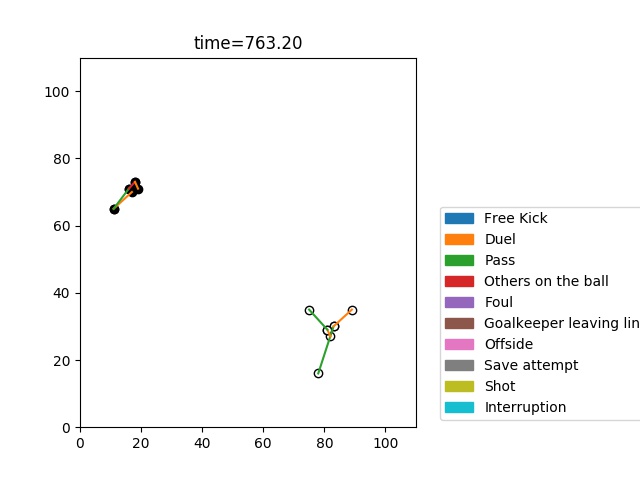 time=763.20
100
80
60
40
20
0
0 20 40 60 80 100
Free Kick
Duel
Pass
Others on the ball
Foul
Goalkeeper leaving lin
Offside
Save attempt
Shot
Interruption